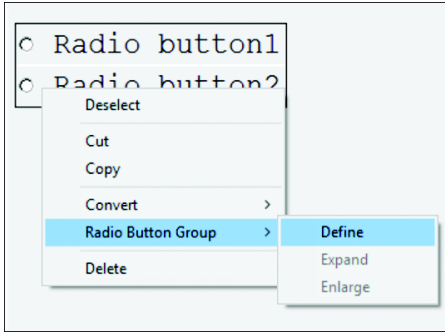 Radio button1
Radio button2
Deselect
Cut
Copy
Convert >
Radio Button Group > Define
Expand
Delete
Enlarge